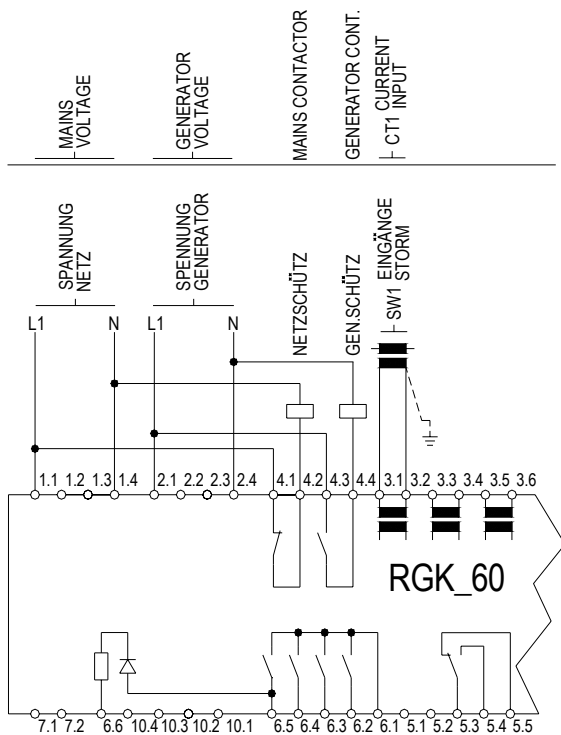 MAINS
VOLTAGE
GENERATOR
VOLTAGE
MAINS CONTACTOR
GENERATOR CONT.
CT1 CURRENT
INPUT
SPANNUNG
NETZ
SPENNUNG
GENERATOR
NETZSCHÜTZ
GEN.SCHÜTZ
SW1 EINGÄNGE
STORM
L1 N L1 N
1.1 1.2 1.3 1.4 2.1 2.2 2.3 2.4 4.1 4.2 4.3 4.4 3.1 3.2 3.3 3.4 3.5 3.6
RGK_60
7.1 7.2 6.6 10.4 10.3 10.2 10.1 6.5 6.4 6.3 6.2 6.1 5.1 5.2 5.3 5.4 5.5